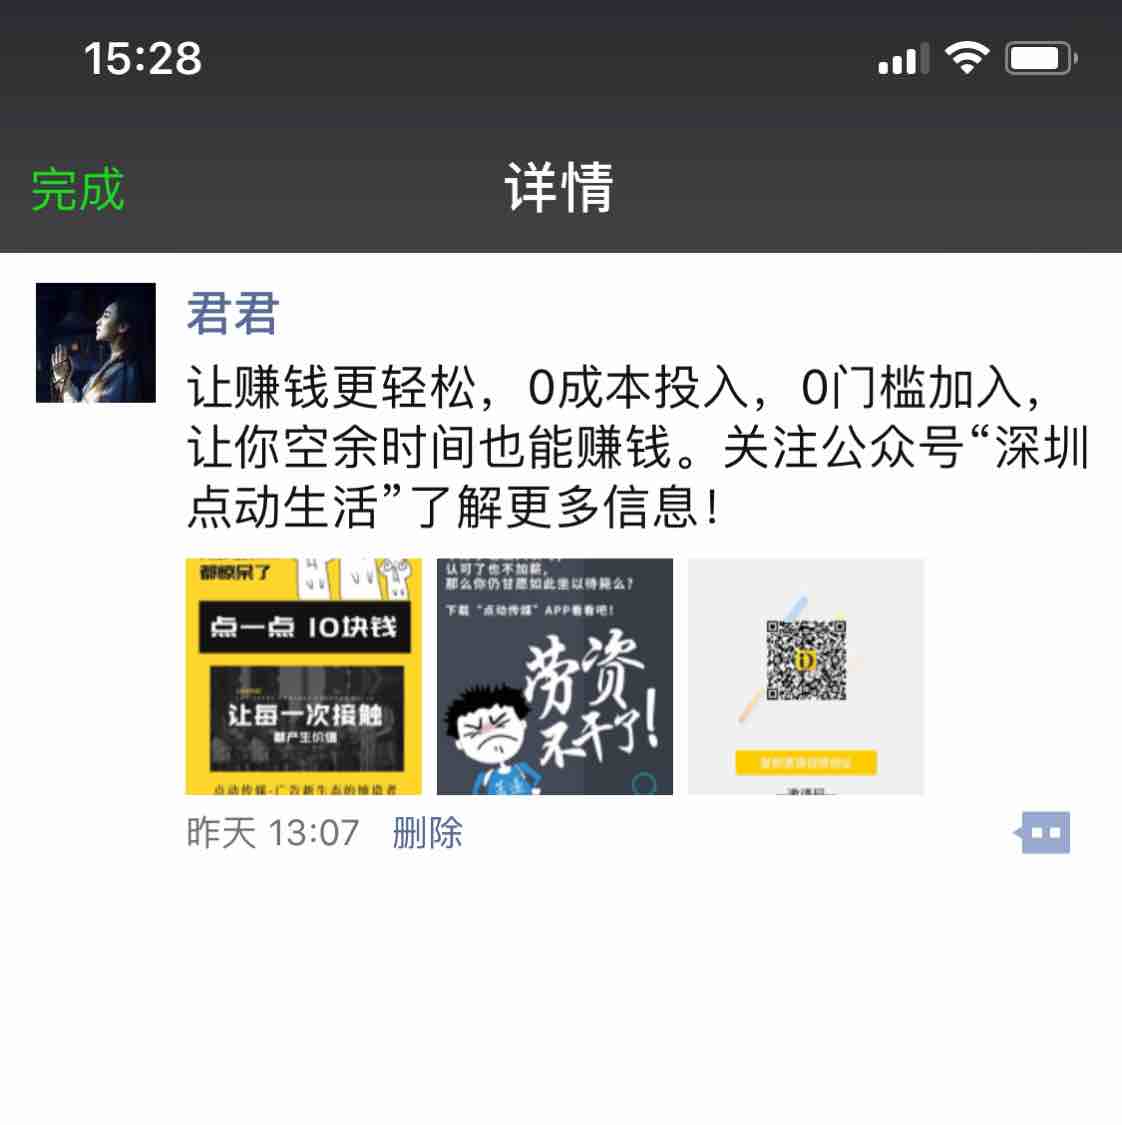 15:28
完成
详情
君君
让赚钱更轻松，0成本投入，0门槛加入，
让你空余时间也能赚钱。关注公众号“深圳
点动生活”了解更多信息！
都惊呆了
点一点 10块钱
让每一次接触
都产生价值
点动传媒-广告新生态的缔造者
认可了也不加薪，
那么你仍甘愿如此坐以待毙么？
下载“点动传媒”APP看看吧！
劳资
不干了！
邀请码
昨天 13:07 删除